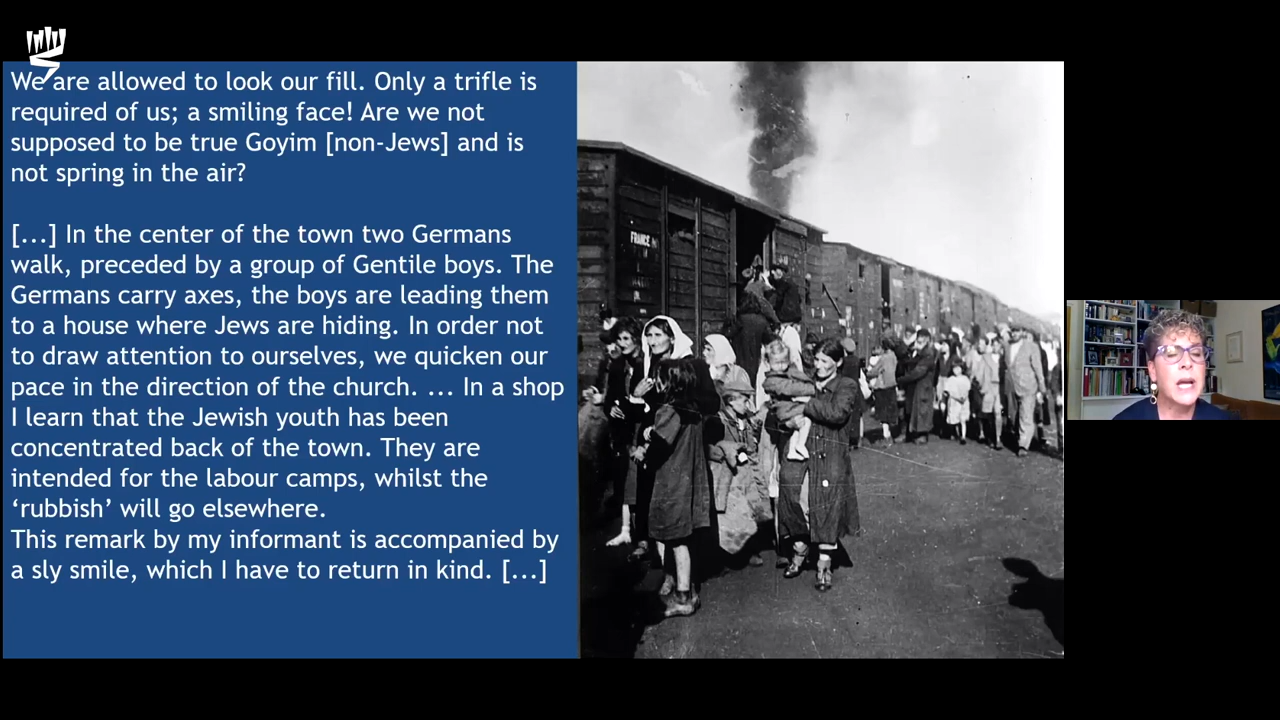 We are allowed to look our fill. Only a trifle is
required of us; a smiling face! Are we not
supposed to be true Goyim [non-Jews] and is
not spring in the air?
[...] In the center of the town two Germans
walk, preceded by a group of Gentile boys. The
Germans carry axes, the boys are leading them
to a house where Jews are hiding. In order not
to draw attention to ourselves, we quicken our
pace in the direction of the church. ... In a shop
I learn that the Jewish youth has been
concentrated back of the town. They are
intended for the labour camps, whilst the
‘rubbish’ will go elsewhere.
This remark by my informant is accompanied by
a sly smile, which I have to return in kind. [...]
FRANCE